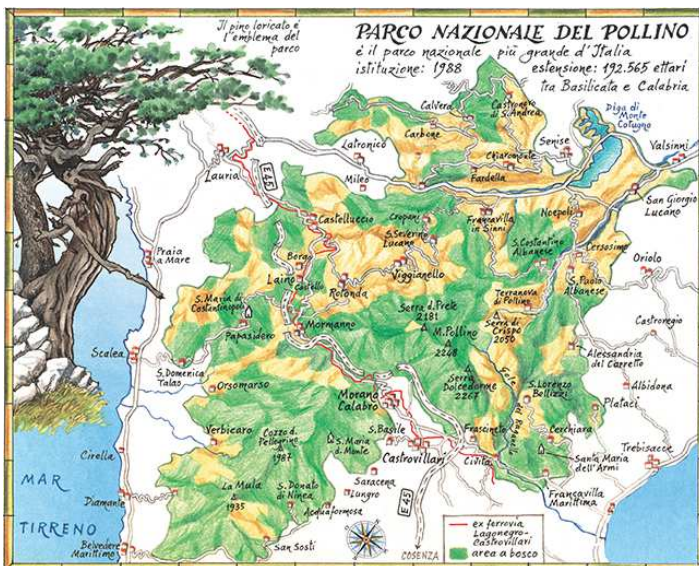 Il pino loricato è
l'emblema del
parco
PARCO NAZIONALE DEL POLLINO
è il parco nazionale più grande d'Italia
istituzione: 1988 estensione: 192.565 ettari
tra Basilicata e Calabria
Calvera
Castronovo
di S. Andrea
Carbone
Diga di
Monte
Cotugno
Latronico
Senise
Valsinni
Chiaromonte
Lauria
Mileo
Fardella
E45
San Giorgio
Lucano
Castelluccio
Cropani
Francavilla
in Sinni
Noepoli
S. Severino
Lucano
S. Costantino
Albanese
Cersosimo
Praia
a Mare
Borgo
Laino
Castello
Viggianello
Oriolo
Rotonda
S. Paolo
Albanese
Terranova
di Pollino
S. Maria di
Costantinopoli
Serra d. Prete
2181
Serra di
Crispo
2050
Castroregio
Papasidero
Mormanno
M. Pollino
2248
Scalea
Alessandria
del Carretto
S. Domenica
Talao
Serra
Dolcedorme
2267
Gole del Raganello
Albidona
Orsomarso
Morano
Calabro
S. Lorenzo
Bellizzi
Plataci
Verbicaro
Cozzo d.
Pellegrino
1987
S. Basile
Frascineto
Cerchiara
S. Maria
d. Monte
Trebisacce
Cirella
Castrovillari
Civita
Santa Maria
dell'Armi
MAR
TIRRENO
La Mula
1935
Saracena
Diamante
S. Donato
di Ninea
Lungro
Francavilla
Marittima
Acquaformosa
E45
ex ferrovia
Lagonegro-
Castrovillari
area a bosco
Belvedere
Marittimo
San Sosti
COSENZA